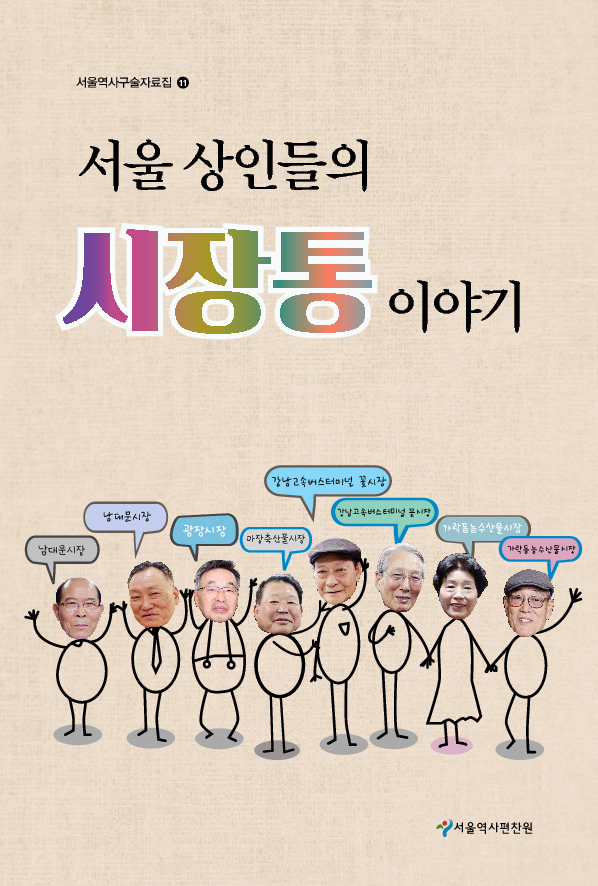 서울역사구술자료집 11
서울 상인들의
시장통 이야기
강남고속버스터미널 꽃시장
남대문시장
강남고속버스터미널 꽃시장
광장시장
가락동농수산물시장
마장축산물시장
남대문시장
가락동농수산물시장
서울역사편찬원